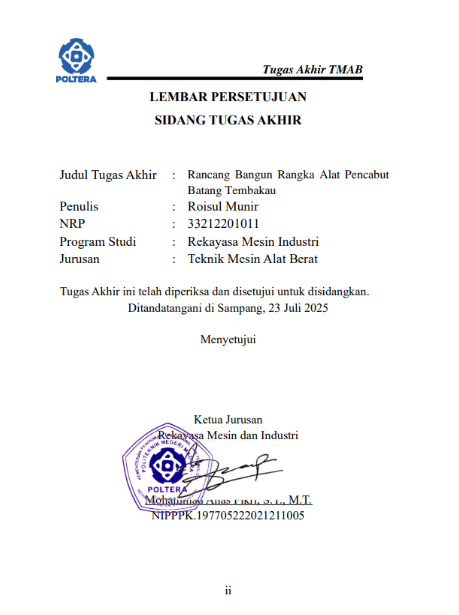 POLTERA
Tugas Akhir TMAB
LEMBAR PERSETUJUAN
SIDANG TUGAS AKHIR
Judul Tugas Akhir : Rancang Bangun Rangka Alat Pencabut
Batang Tembakau
Penulis : Roisul Munir
NRP : 33212201011
Program Studi : Rekayasa Mesin Industri
Jurusan : Teknik Mesin Alat Berat
Tugas Akhir ini telah diperiksa dan disetujui untuk disidangkan.
Ditandatangani di Sampang, 23 Juli 2025
Menyetujui
Ketua Jurusan
Rekayasa Mesin dan Industri
POLITEKNIK NEGERI
POLTERA
M.T.
NIPPPK.197705222021211005
ii